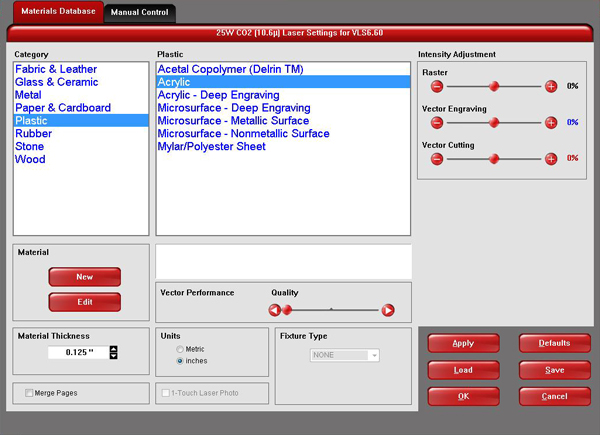 Materials Database
Manual Control
25W CO2 (10.6µ) Laser Settings for VLS6.60
Category
Fabric & Leather
Glass & Ceramic
Metal
Paper & Cardboard
Plastic
Rubber
Stone
Wood
Plastic
Acetal Copolymer (Delrin TM)
Acrylic
Acrylic - Deep Engraving
Microsurface - Deep Engraving
Microsurface - Metallic Surface
Microsurface - Nonmetallic Surface
Mylar/Polyester Sheet
Intensity Adjustment
Raster
0%
Vector Engraving
0%
Vector Cutting
0%
Material
New
Edit
Vector Performance
Quality
Material Thickness
0.125 "
Units
Metric
inches
Fixture Type
NONE
Merge Pages
1-Touch Laser Photo
Apply
Defaults
Load
Save
OK
Cancel